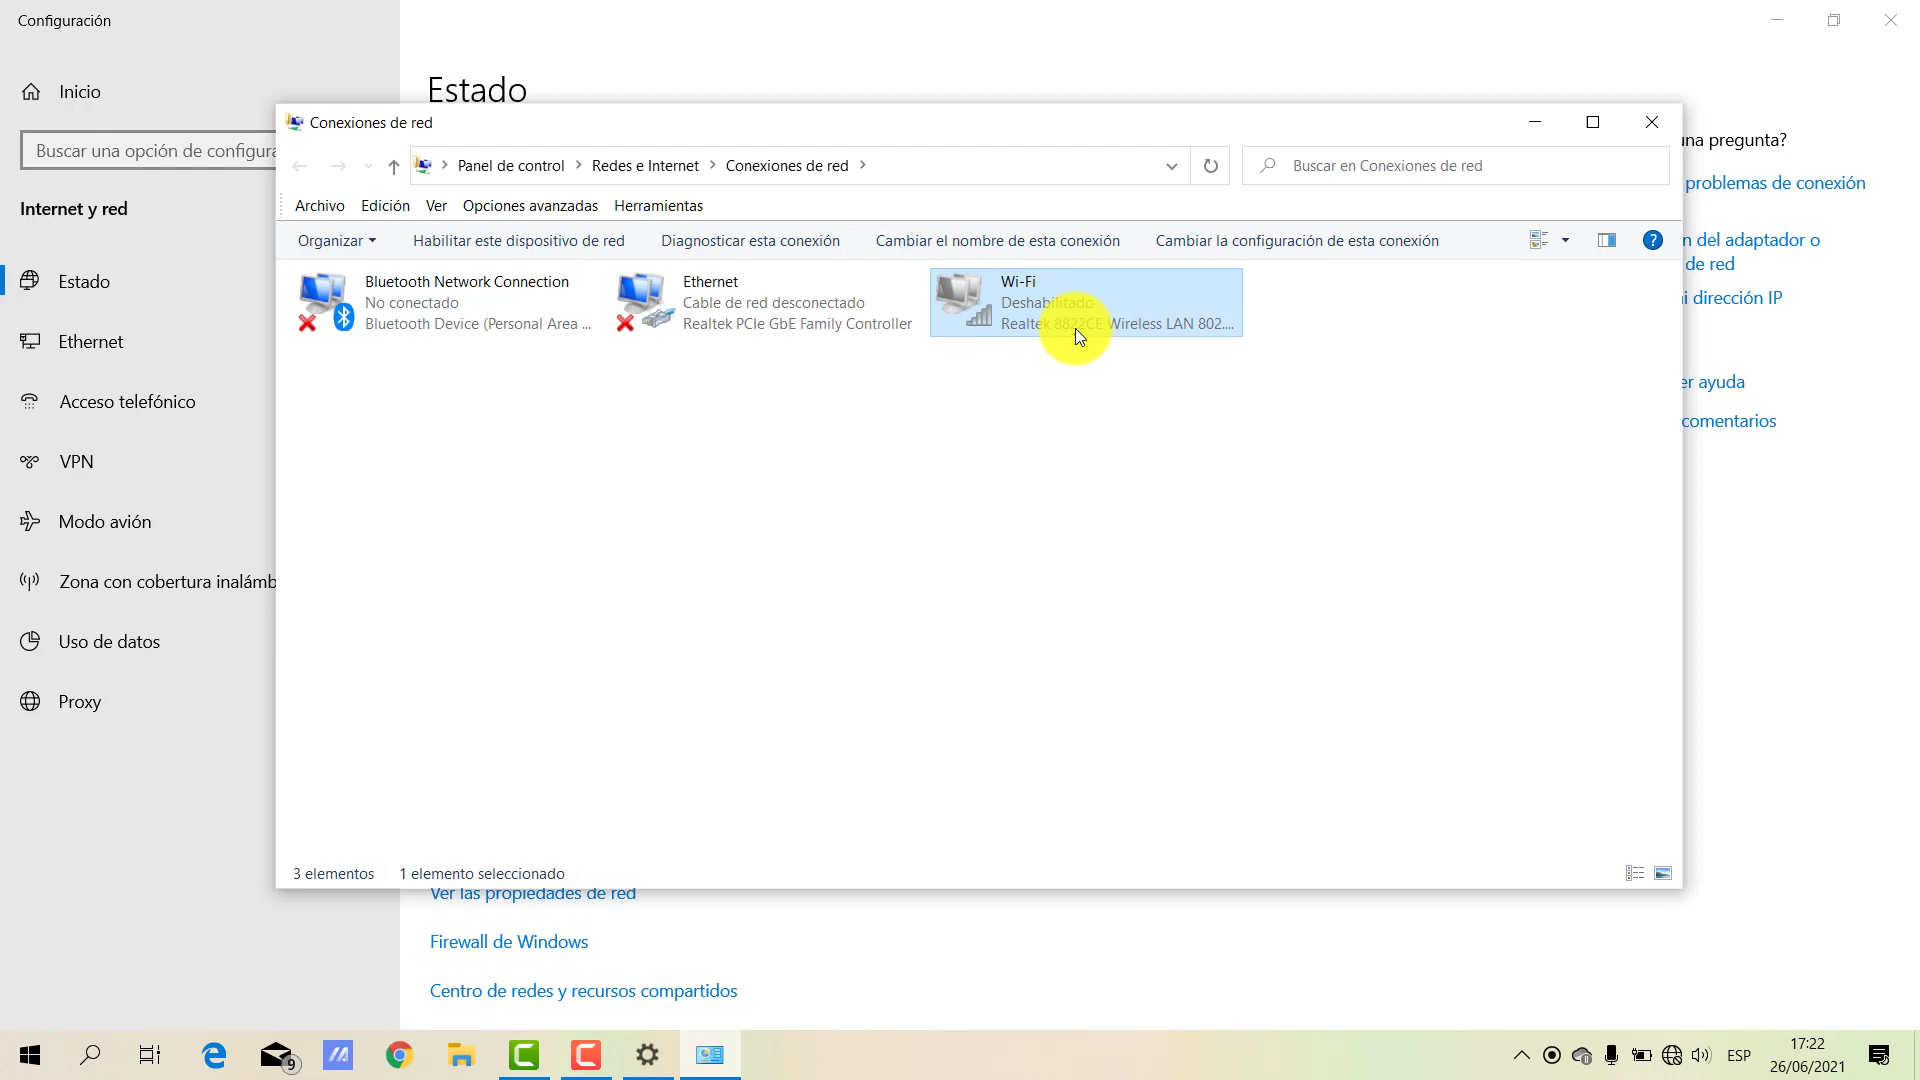 Configuración
Inicio
Estado
Buscar una opción de configura
Internet y red
Estado
Ethernet
Acceso telefónico
VPN
Modo avión
Zona con cobertura inalámb
Uso de datos
Proxy
Conexiones de red
Panel de control > Redes e Internet > Conexiones de red >
Buscar en Conexiones de red
Archivo Edición Ver Opciones avanzadas Herramientas
Organizar Habilitar este dispositivo de red Diagnosticar esta conexión Cambiar el nombre de esta conexión Cambiar la configuración de esta conexión
?
Bluetooth Network Connection
No conectado
Bluetooth Device (Personal Area ...
Ethernet
Cable de red desconectado
Realtek PCIe GbE Family Controller
Wi-Fi
Deshabilitado
Realtek 8822CE Wireless LAN 802....
3 elementos 1 elemento seleccionado
una pregunta?
problemas de conexión
n del adaptador o
de red
i dirección IP
er ayuda
comentarios
Ver las propiedades de red
Firewall de Windows
Centro de redes y recursos compartidos
9
ESP
17:22
26/06/2021